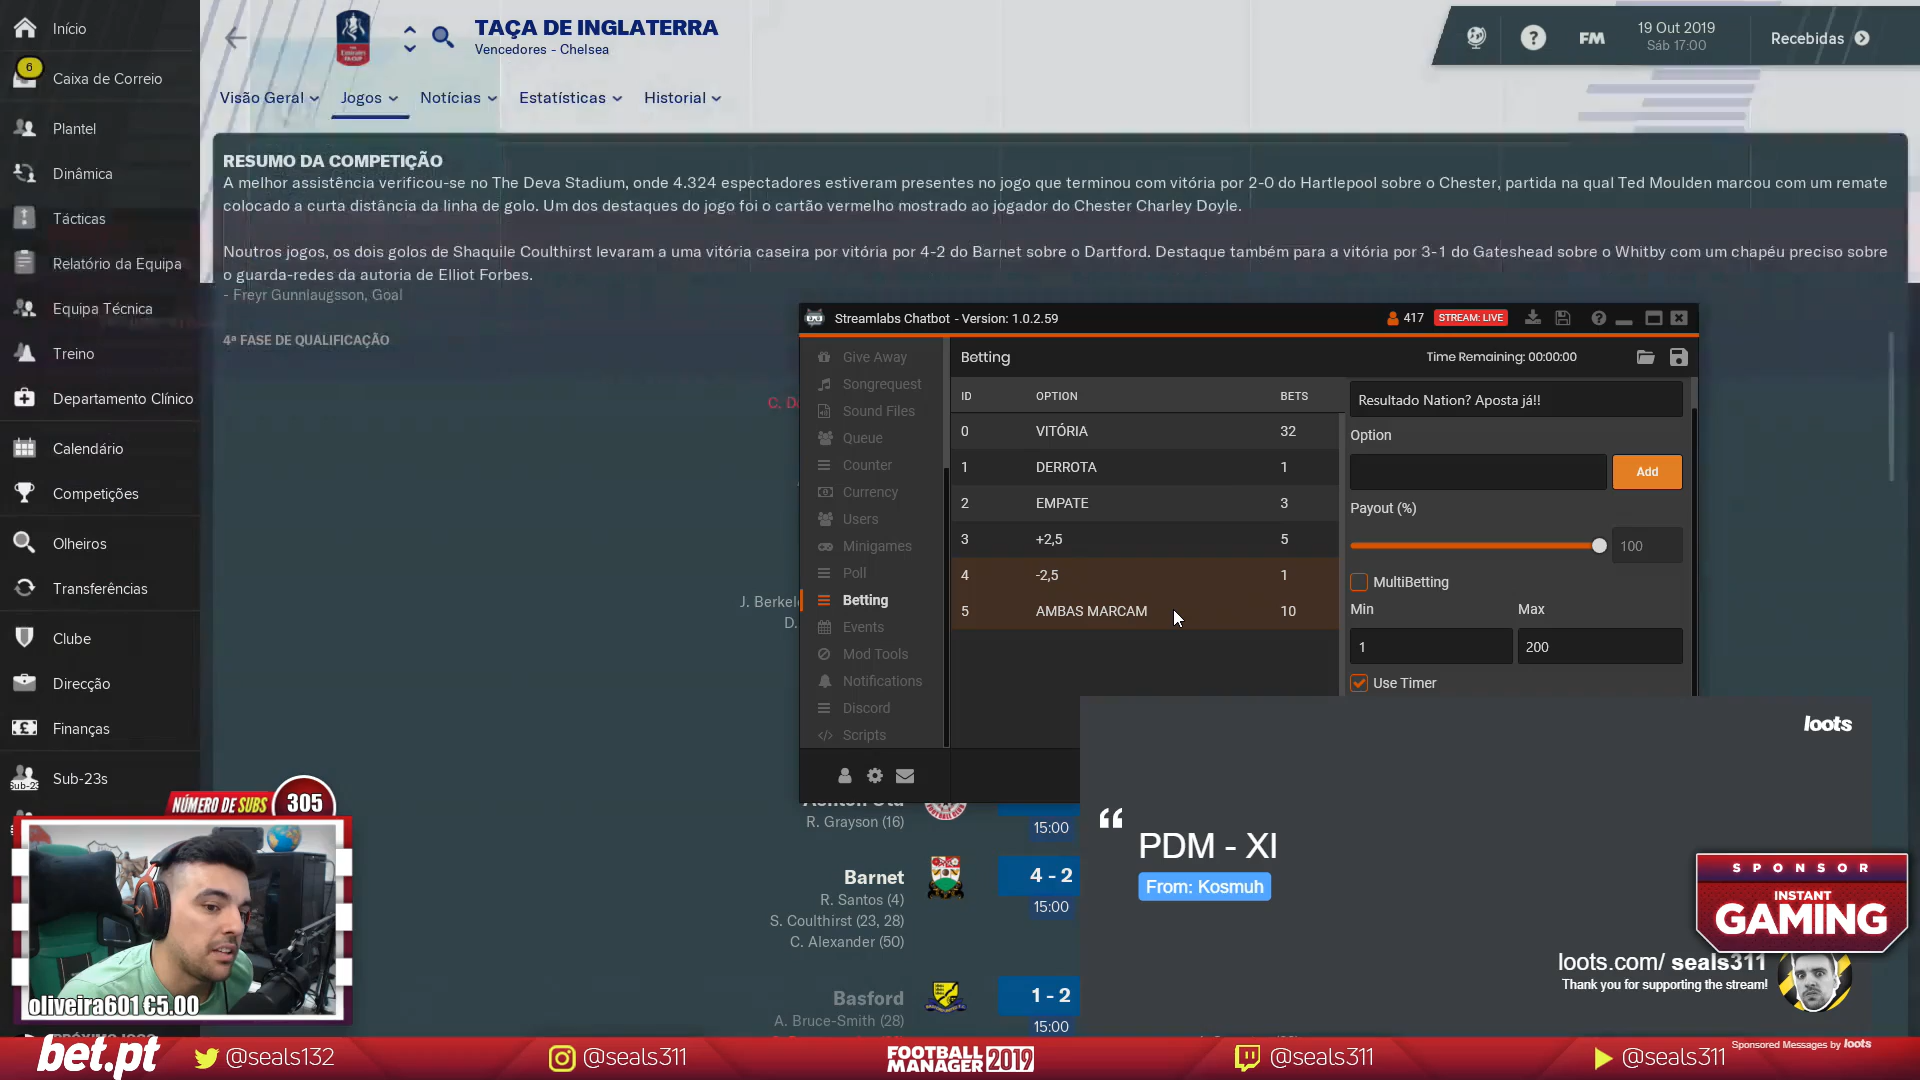 Início
6
Caixa de Correio
Plantel
Dinâmica
Tácticas
Relatório da Equipa
Equipa Técnica
Treino
Departamento Clínico
Calendário
Competições
Olheiros
Transferências
Clube
Direcção
Finanças
Sub-23s
TAÇA DE INGLATERRA
Vencedores - Chelsea
FM
19 Out 2019
Sáb 17:00
Recebidas
Visão Geral
Jogos
Notícias
Estatísticas
Historial
RESUMO DA COMPETIÇÃO
A melhor assistência verificou-se no The Deva Stadium, onde 4.324 espectadores estiveram presentes no jogo que terminou com vitória por 2-0 do Hartlepool sobre o Chester, partida na qual Ted Moulden marcou com um remate
colocado a curta distância da linha de golo. Um dos destaques do jogo foi o cartão vermelho mostrado ao jogador do Chester Charley Doyle.
Noutros jogos, os dois golos de Shaquile Coulthirst levaram a uma vitória caseira por vitória por 4-2 do Barnet sobre o Dartford. Destaque também para a vitória por 3-1 do Gateshead sobre o Whitby com um chapéu preciso sobre
o guarda-redes da autoria de Elliot Forbes.
- Freyr Gunnlaugsson, Goal
4ª FASE DE QUALIFICAÇÃO
J. Berkel
D.
Streamlabs Chatbot - Version: 1.0.2.59
417
STREAM: LIVE
Give Away
Songrequest
Sound Files
Queue
Counter
Currency
Users
Minigames
Poll
Betting
Events
Mod Tools
Notifications
Discord
Scripts
Betting
Time Remaining: 00:00:00
ID OPTION BETS
0 VITÓRIA 32
1 DERROTA 1
2 EMPATE 3
3 +2,5 5
4 -2,5 1
5 AMBAS MARCAM 10
Resultado Nation? Aposta já!!
Option
Add
Payout (%)
100
MultiBetting
Min Max
1 200
Use Timer
Ashton Utd
R. Grayson (16)
15:00
Barnet
4 - 2
R. Santos (4)
15:00
S. Coulthirst (23, 28)
C. Alexander (50)
Basford
1 - 2
A. Bruce-Smith (28)
15:00
loots
“
PDM - XI
From: Kosmuh
SPONSOR
INSTANT
GAMING
loots.com/ seals311
Thank you for supporting the stream!
NÚMERO DE SUBS 305
oliveira601 €5.00
bet.pt
@seals132
@seals311
FOOTBALL
MANAGER 2019
@seals311
@seals311
Sponsored Messages by loots